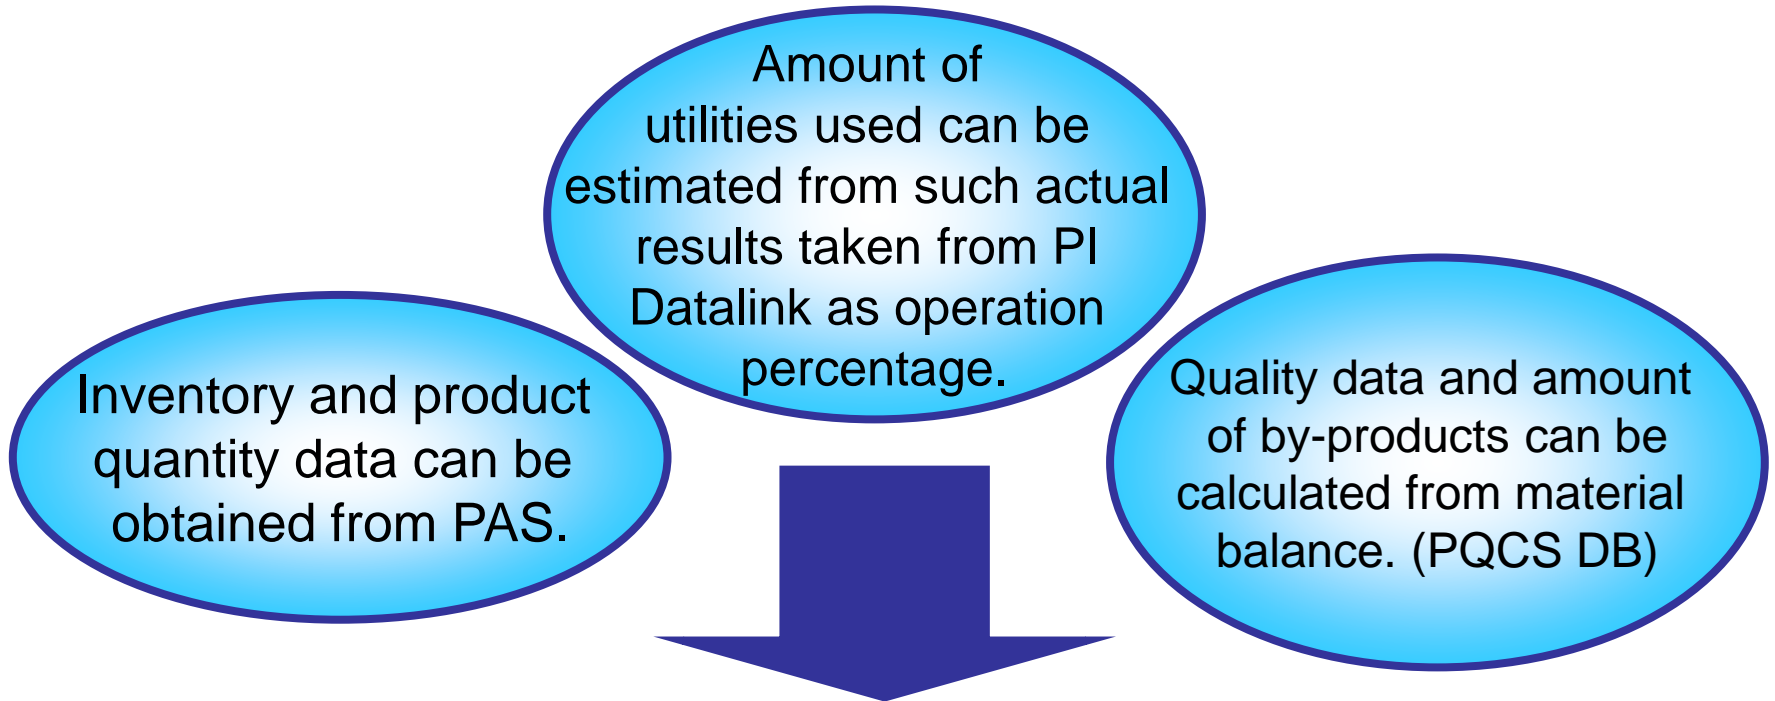 Amount of
utilities used can be
estimated from such actual
results taken from PI
Datalink as operation
percentage.
Inventory and product
quantity data can be
obtained from PAS.
Quality data and amount
of by-products can be
calculated from material
balance. (PQCS DB)